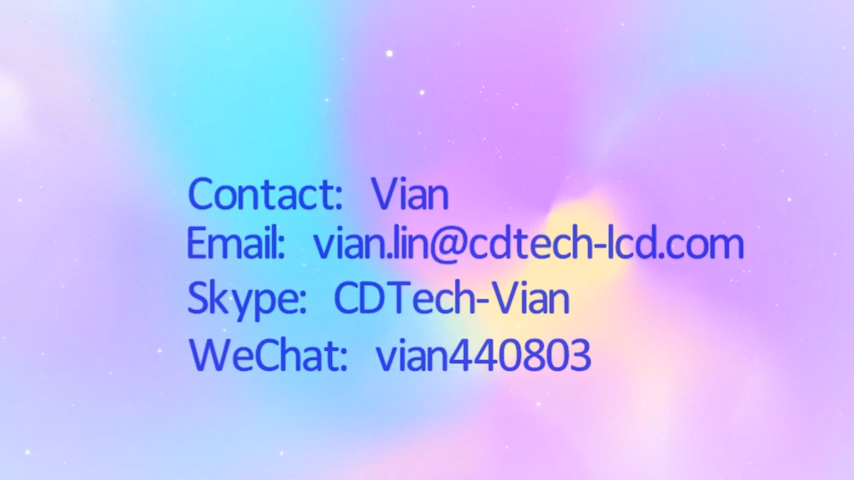 Contact: Vian
Email: vian.lin@cdtech-lcd.com
Skype: CDTech-Vian
WeChat: vian440803